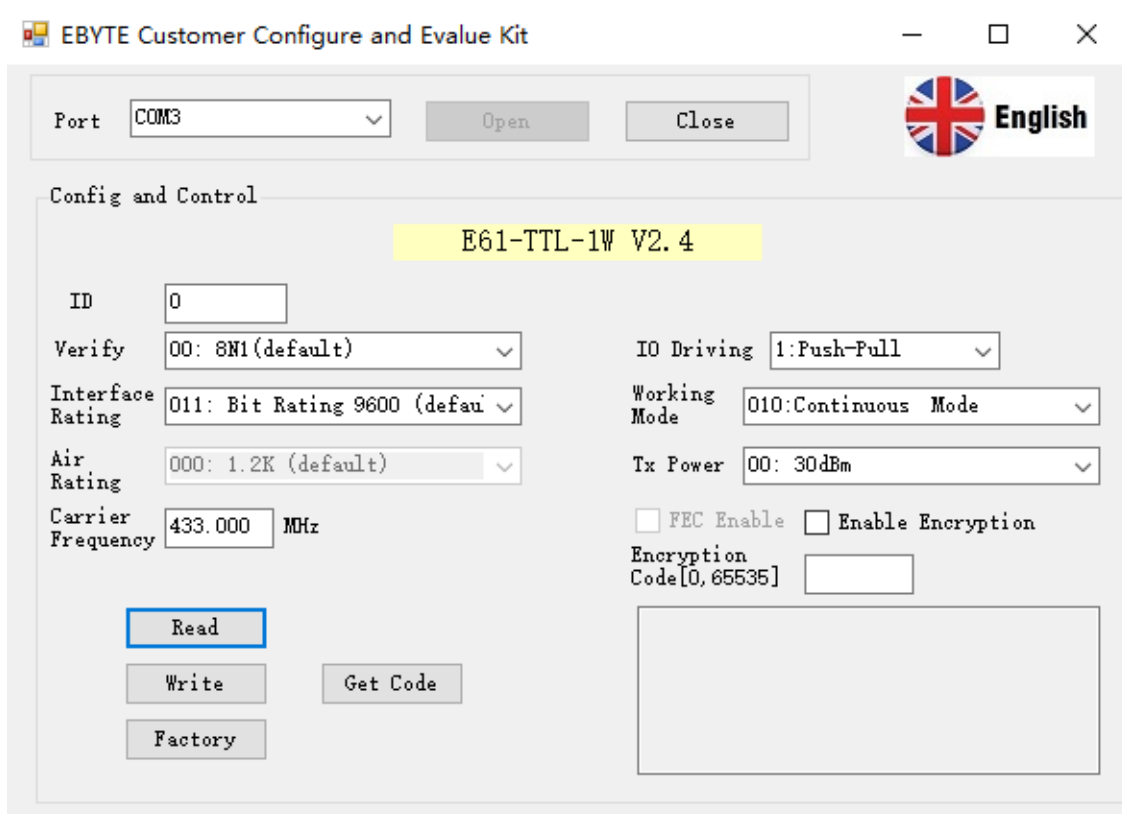 EBYTE Customer Configure and Evalue Kit
Port COM3 Open Close English
Config and Control
E61-TTL-1W V2.4
ID 0
Verify 00: 8N1(default) IO Driving 1:Push-Pull
Interface Rating 011: Bit Rating 9600 (defau Working Mode 010:Continuous Mode
Air Rating 000: 1.2K (default) Tx Power 00: 30dBm
Carrier Frequency 433.000 MHz FEC Enable Enable Encryption
Encryption Code[0,65535]
Read
Write Get Code
Factory